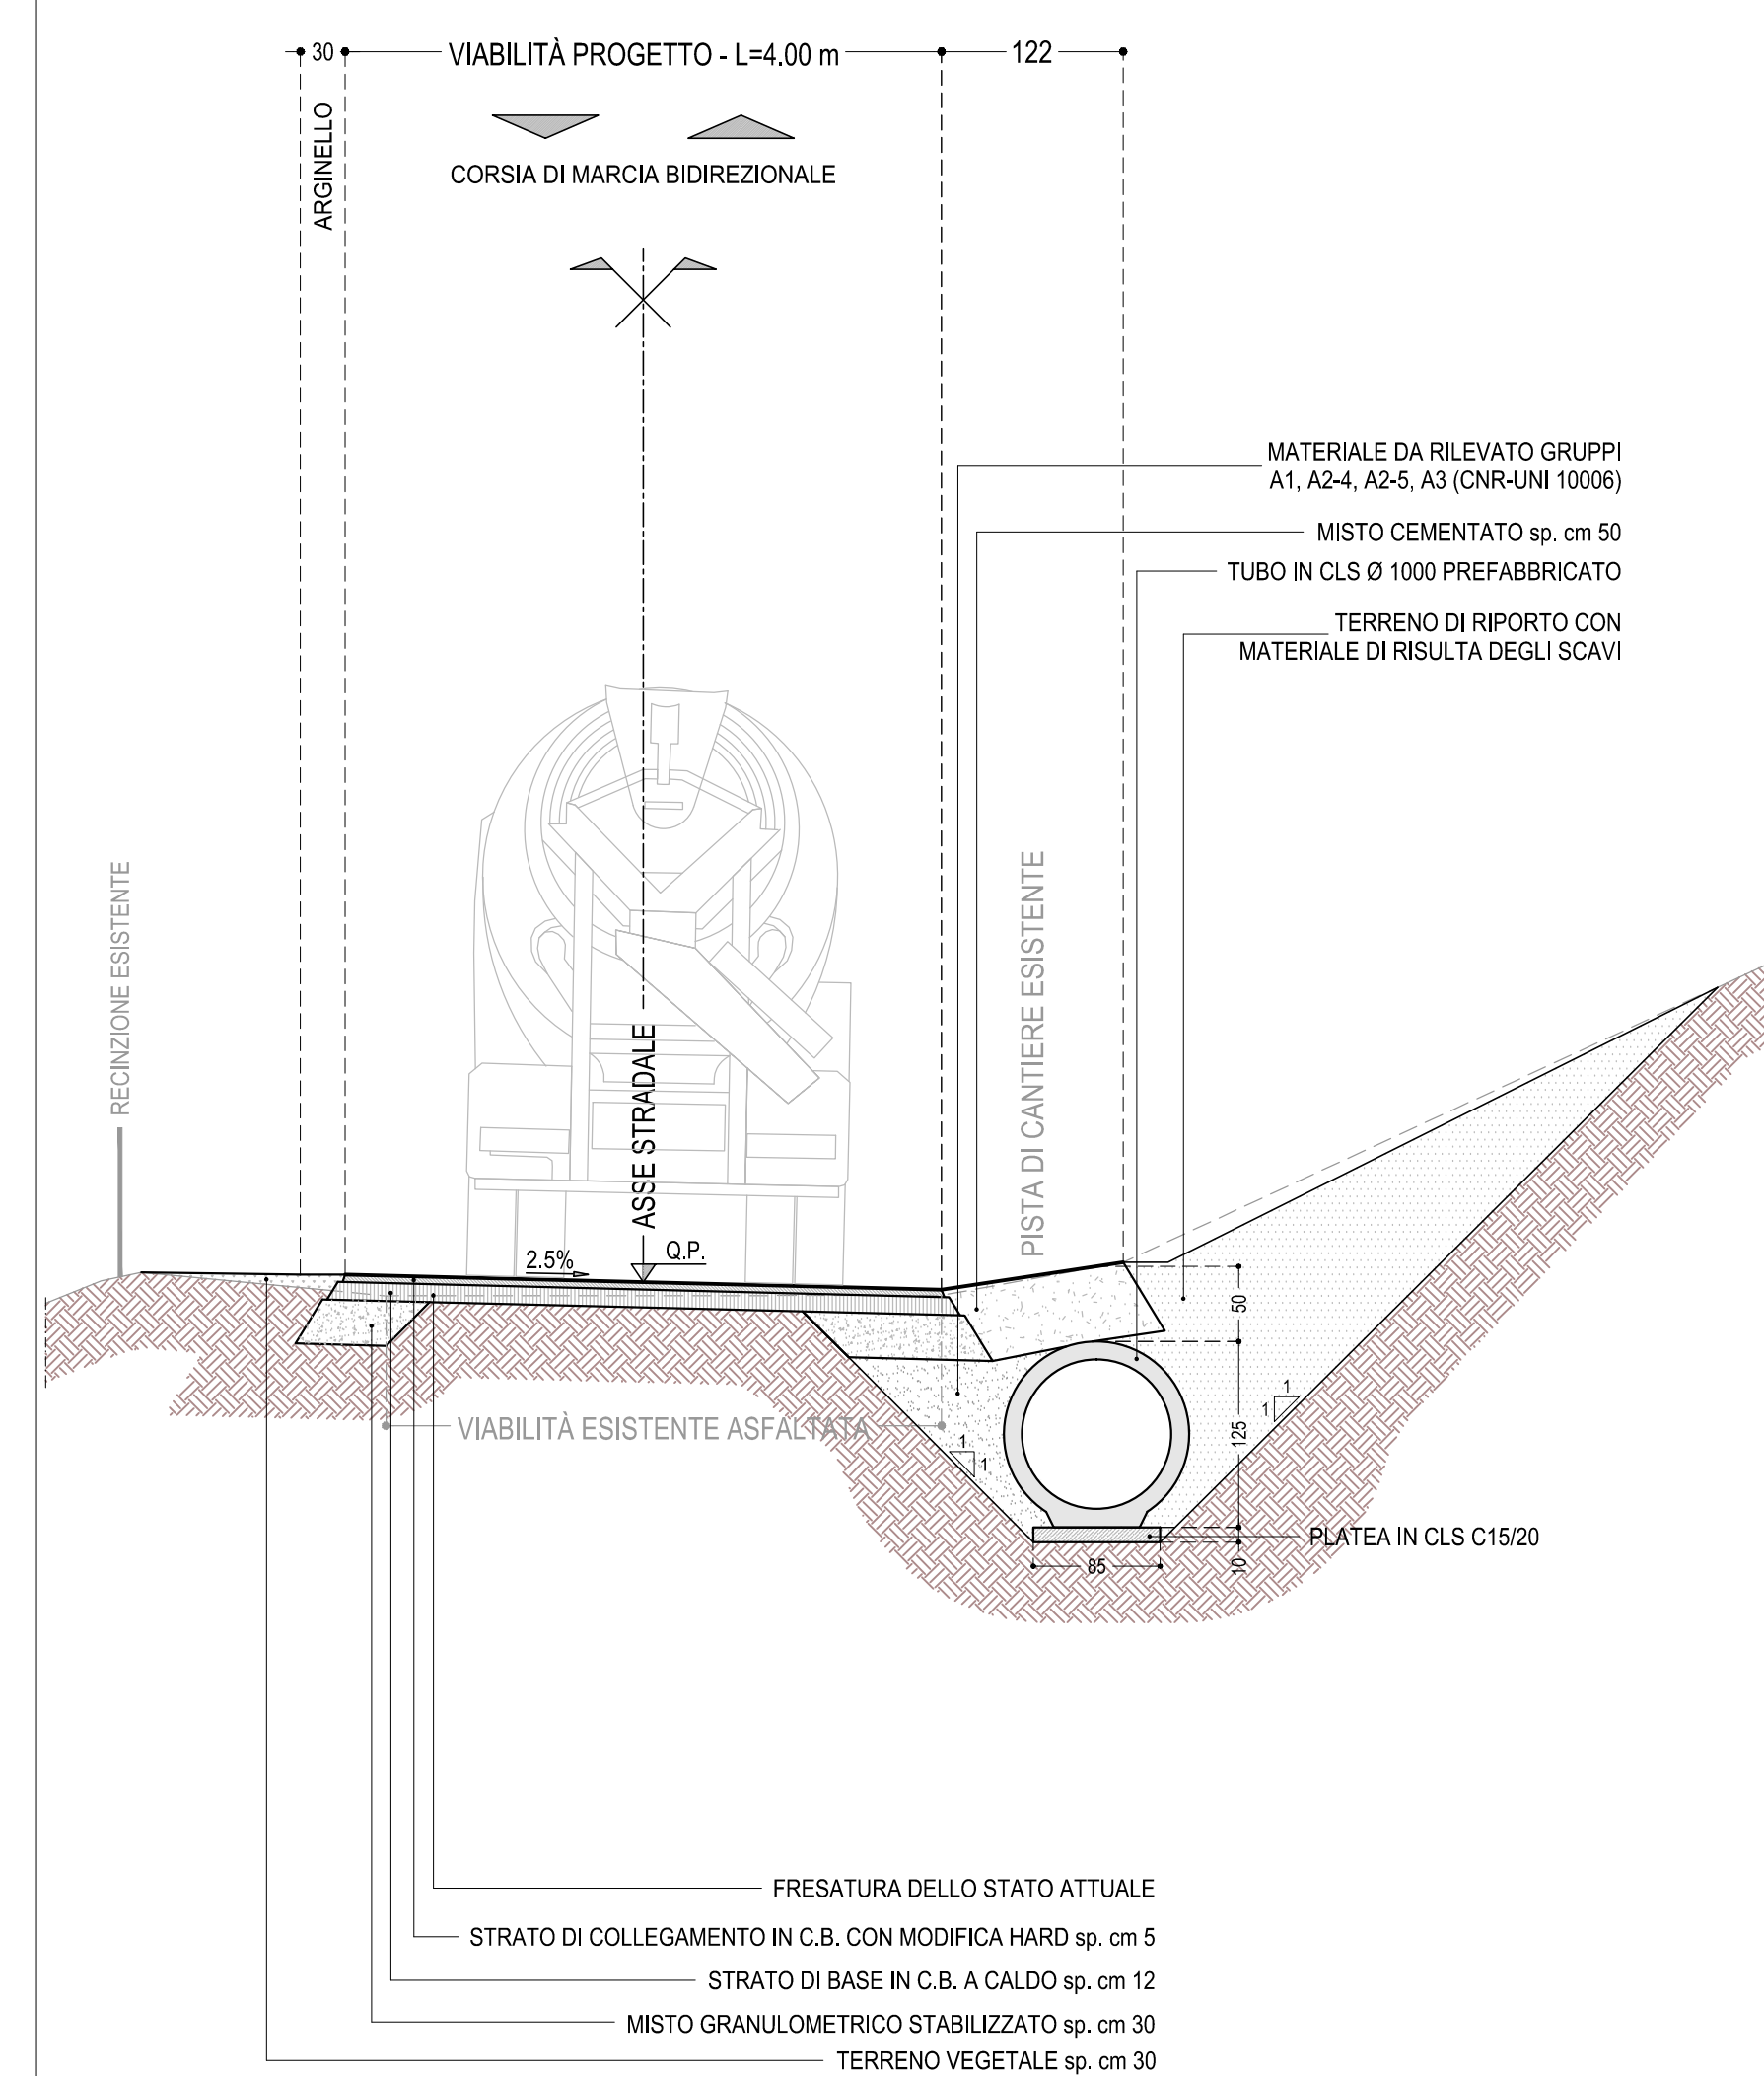 30
VIABILITÀ PROGETTO - L=4.00 m
122
ARGINELLO
CORSIA DI MARCIA BIDIREZIONALE
MATERIALE DA RILEVATO GRUPPI
A1, A2-4, A2-5, A3 (CNR-UNI 10006)
MISTO CEMENTATO sp. cm 50
TUBO IN CLS Ø 1000 PREFABBRICATO
TERRENO DI RIPORTO CON
MATERIALE DI RISULTA DEGLI SCAVI
RECINZIONE ESISTENTE
ASSE STRADALE
PISTA DI CANTIERE ESISTENTE
2.5%
Q.P.
50
VIABILITÀ ESISTENTE ASFALTATA
1
1
1
1
125
PLATEA IN CLS C15/20
85
10
FRESATURA DELLO STATO ATTUALE
STRATO DI COLLEGAMENTO IN C.B. CON MODIFICA HARD sp. cm 5
STRATO DI BASE IN C.B. A CALDO sp. cm 12
MISTO GRANULOMETRICO STABILIZZATO sp. cm 30
TERRENO VEGETALE sp. cm 30